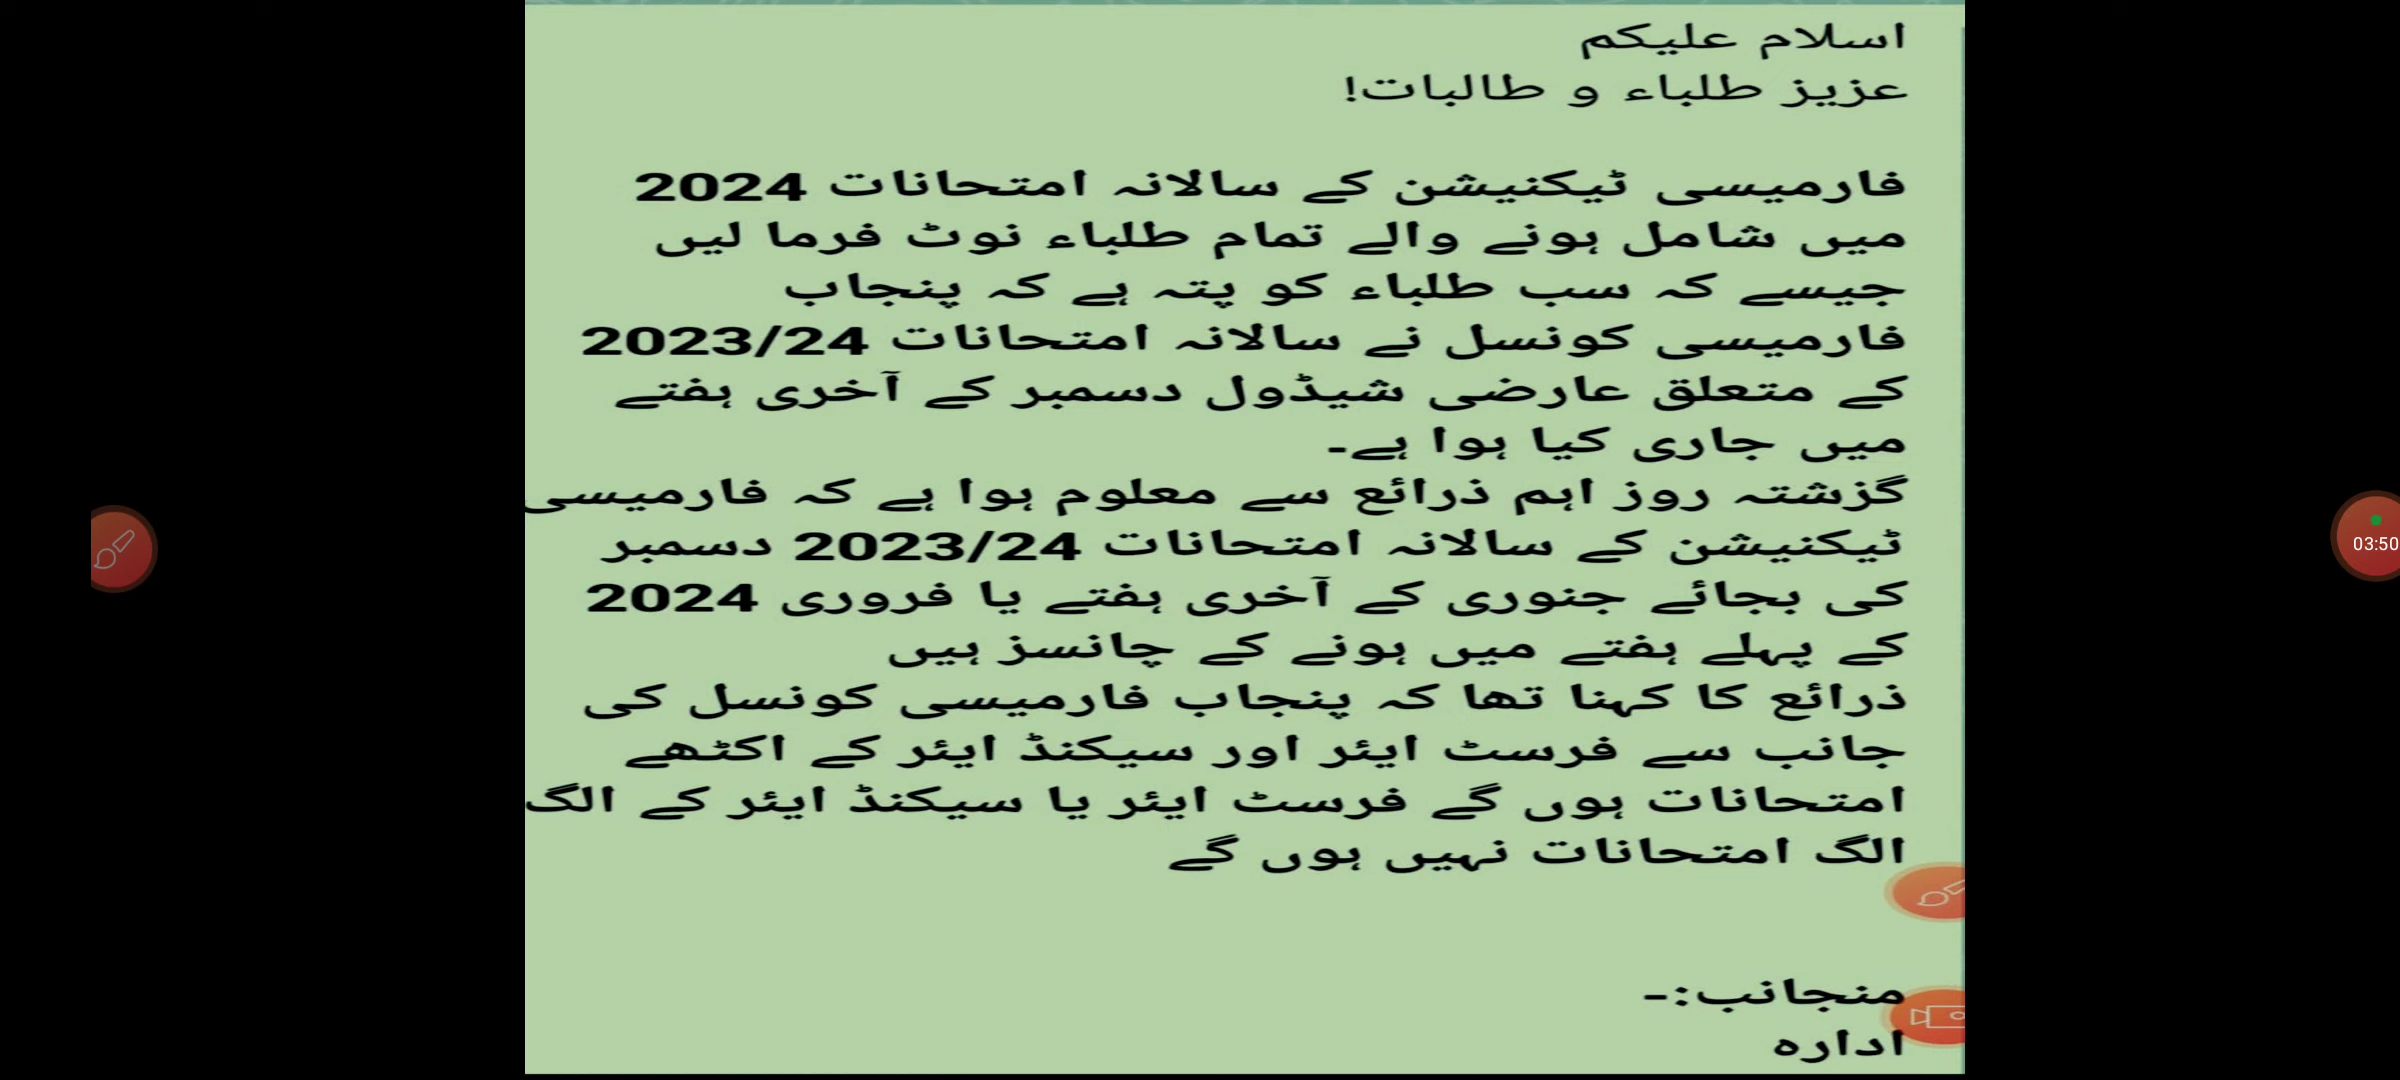 اسلام علیکم
عزیز طلباء و طالبات!
فارمیسی ٹیکنیشن کے سالانہ امتحانات 2024
میں شامل ہونے والے تمام طلباء نوٹ فرما لیں
جیسے کہ سب طلباء کو پتہ ہے کہ پنجاب
فارمیسی کونسل نے سالانہ امتحانات 2023/24
کے متعلق عارضی شیڈول دسمبر کے آخری ہفتے
میں جاری کیا ہوا ہے۔
گزشتہ روز اہم ذرائع سے معلوم ہوا ہے کہ فارمیسی
ٹیکنیشن کے سالانہ امتحانات 2023/24 دسمبر
کی بجائے جنوری کے آخری ہفتے یا فروری 2024
کے پہلے ہفتے میں ہونے کے چانسز ہیں
ذرائع کا کہنا تھا کہ پنجاب فارمیسی کونسل کی
جانب سے فرسٹ ایئر اور سیکنڈ ایئر کے اکٹھے
امتحانات ہوں گے فرسٹ ایئر یا سیکنڈ ایئر کے الگ
الگ امتحانات نہیں ہوں گے
منجانب:-
ادارہ
03:50